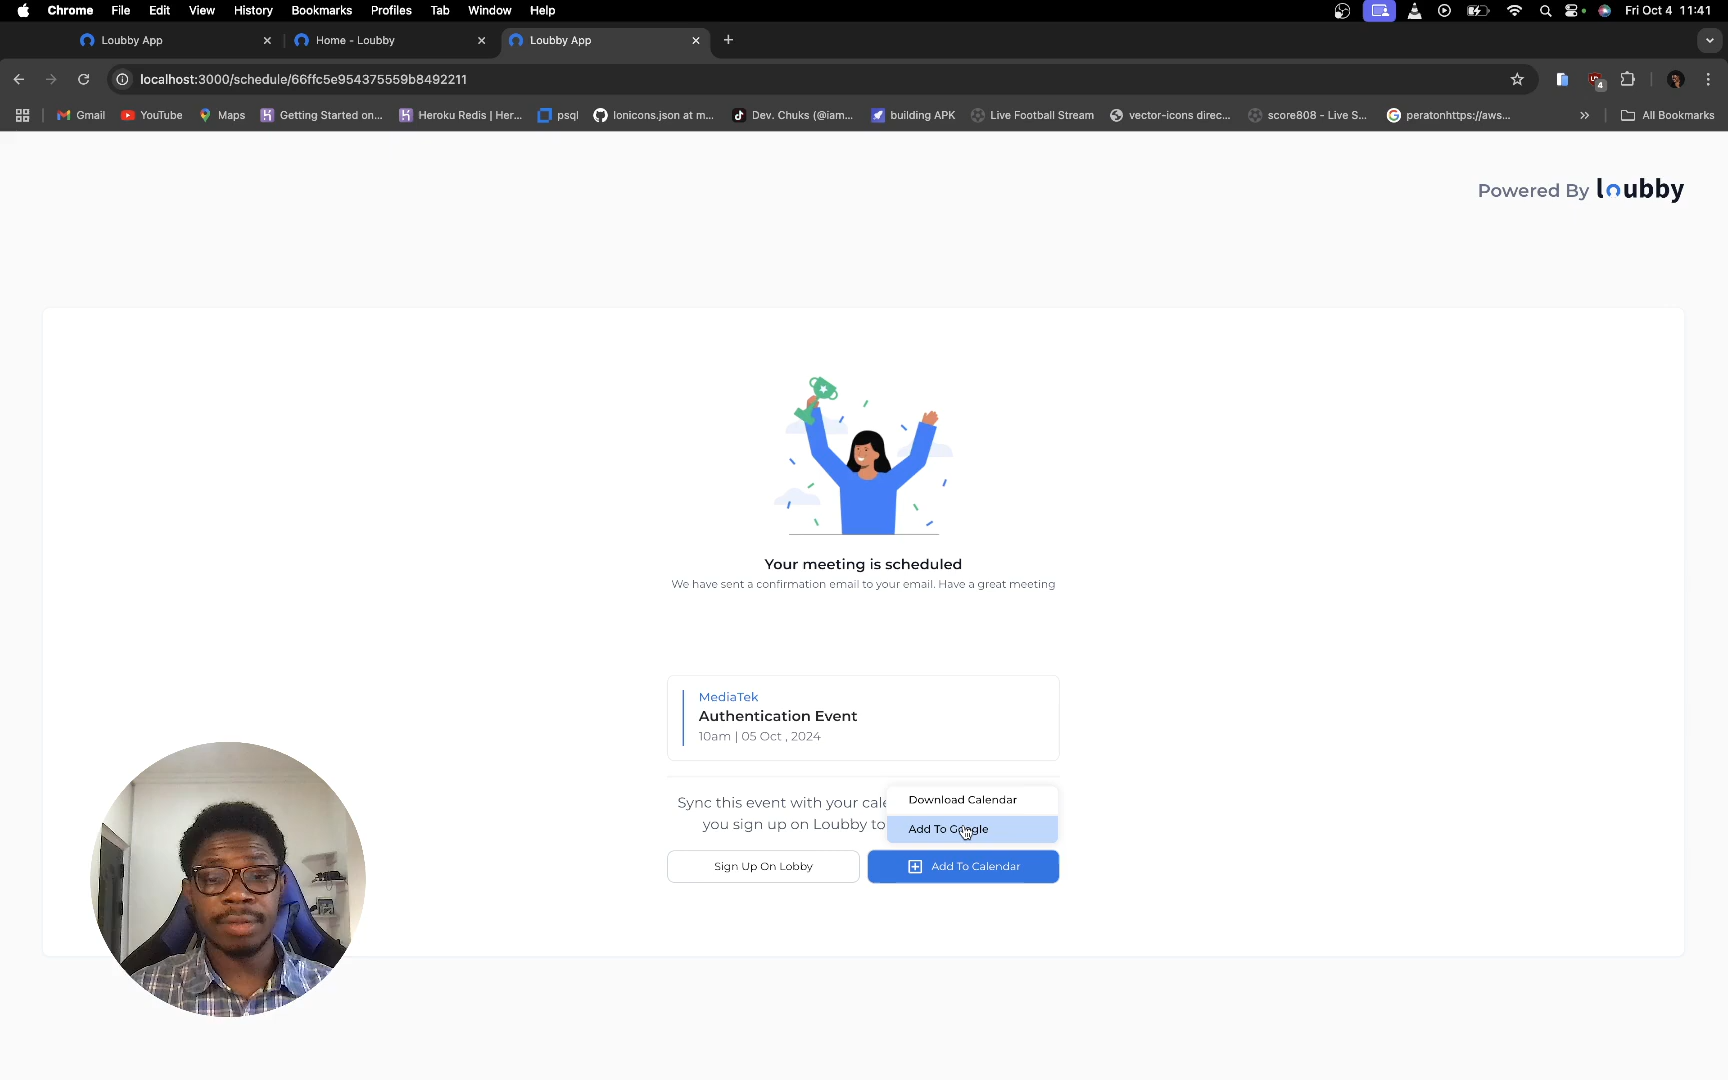 Chrome File Edit View History Bookmarks Profiles Tab Window Help Fri Oct 4 11:41
Loubby App Home - Loubby Loubby App
localhost:3000/schedule/66ffc5e954375559b8492211
Gmail YouTube Maps Getting Started on... Heroku Redis | Her... psql Ionicons.json at m... Dev. Chuks (@iam... building APK Live Football Stream vector-icons direc... score808 - Live S... peratonhttps://aws... » All Bookmarks
Powered By loubby
Your meeting is scheduled
We have sent a confirmation email to your email. Have a great meeting
MediaTek
Authentication Event
10am | 05 Oct , 2024
Sync this event with your cale
you sign up on Loubby to
Download Calendar
Add To Google
Sign Up On Lobby
Add To Calendar